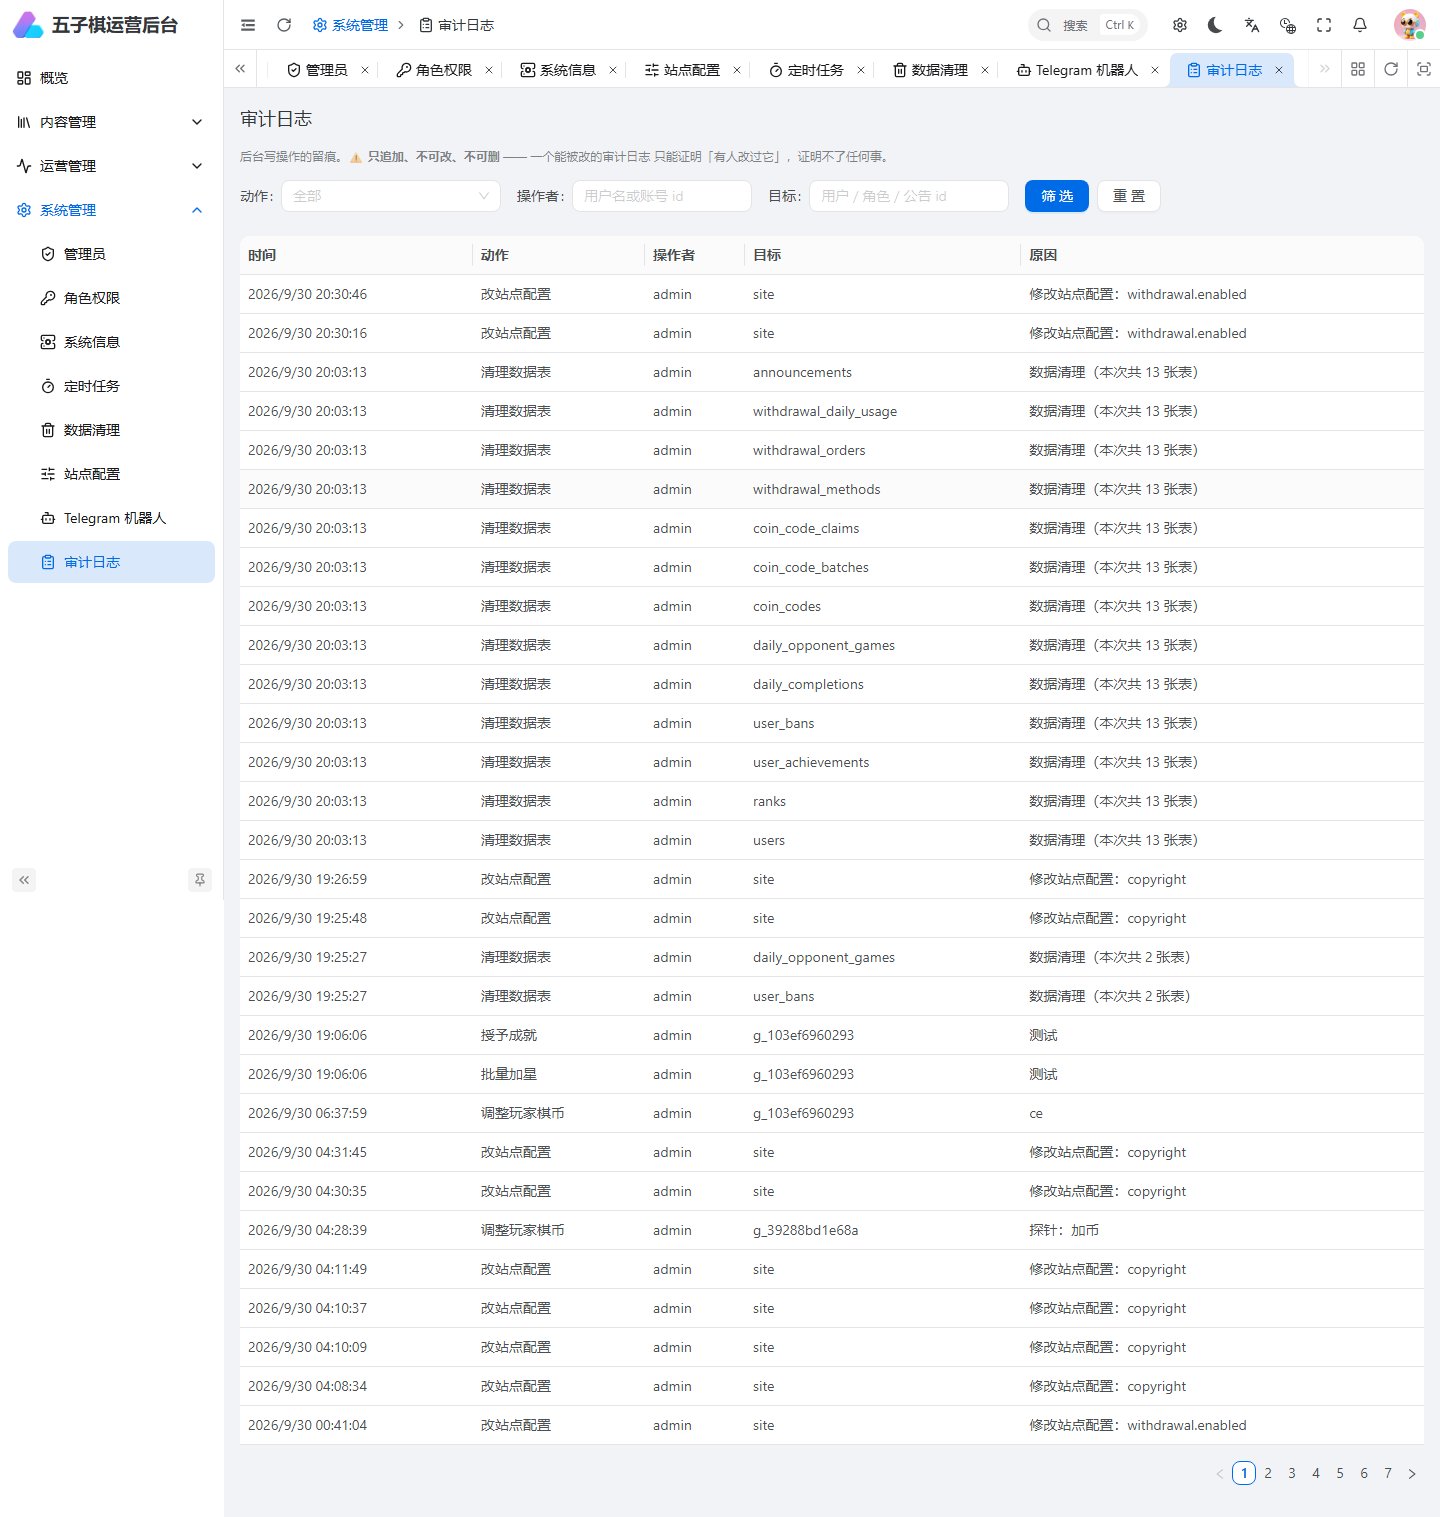 五子棋运营后台
系统管理 审计日志
搜索 Ctrl K
管理员 角色权限 系统信息 站点配置 定时任务 数据清理 Telegram 机器人 审计日志
概览
内容管理
运营管理
系统管理
管理员
角色权限
系统信息
定时任务
数据清理
站点配置
Telegram 机器人
审计日志
审计日志
后台写操作的留痕。⚠️ 只追加、不可改、不可删 —— 一个能被改的审计日志 只能证明「有人改过它」，证明不了任何事。
动作: 全部 操作者: 用户名或账号 id 目标: 用户 / 角色 / 公告 id 筛 选 重 置
时间 动作 操作者 目标 原因
2026/9/30 20:30:46 改站点配置 admin site 修改站点配置：withdrawal.enabled
2026/9/30 20:30:16 改站点配置 admin site 修改站点配置：withdrawal.enabled
2026/9/30 20:03:13 清理数据表 admin announcements 数据清理（本次共 13 张表）
2026/9/30 20:03:13 清理数据表 admin withdrawal_daily_usage 数据清理（本次共 13 张表）
2026/9/30 20:03:13 清理数据表 admin withdrawal_orders 数据清理（本次共 13 张表）
2026/9/30 20:03:13 清理数据表 admin withdrawal_methods 数据清理（本次共 13 张表）
2026/9/30 20:03:13 清理数据表 admin coin_code_claims 数据清理（本次共 13 张表）
2026/9/30 20:03:13 清理数据表 admin coin_code_batches 数据清理（本次共 13 张表）
2026/9/30 20:03:13 清理数据表 admin coin_codes 数据清理（本次共 13 张表）
2026/9/30 20:03:13 清理数据表 admin daily_opponent_games 数据清理（本次共 13 张表）
2026/9/30 20:03:13 清理数据表 admin daily_completions 数据清理（本次共 13 张表）
2026/9/30 20:03:13 清理数据表 admin user_bans 数据清理（本次共 13 张表）
2026/9/30 20:03:13 清理数据表 admin user_achievements 数据清理（本次共 13 张表）
2026/9/30 20:03:13 清理数据表 admin ranks 数据清理（本次共 13 张表）
2026/9/30 20:03:13 清理数据表 admin users 数据清理（本次共 13 张表）
2026/9/30 19:26:59 改站点配置 admin site 修改站点配置：copyright
2026/9/30 19:25:48 改站点配置 admin site 修改站点配置：copyright
2026/9/30 19:25:27 清理数据表 admin daily_opponent_games 数据清理（本次共 2 张表）
2026/9/30 19:25:27 清理数据表 admin user_bans 数据清理（本次共 2 张表）
2026/9/30 19:06:06 授予成就 admin g_103ef6960293 测试
2026/9/30 19:06:06 批量加星 admin g_103ef6960293 测试
2026/9/30 06:37:59 调整玩家棋币 admin g_103ef6960293 ce
2026/9/30 04:31:45 改站点配置 admin site 修改站点配置：copyright
2026/9/30 04:30:35 改站点配置 admin site 修改站点配置：copyright
2026/9/30 04:28:39 调整玩家棋币 admin g_39288bd1e68a 探针：加币
2026/9/30 04:11:49 改站点配置 admin site 修改站点配置：copyright
2026/9/30 04:10:37 改站点配置 admin site 修改站点配置：copyright
2026/9/30 04:10:09 改站点配置 admin site 修改站点配置：copyright
2026/9/30 04:08:34 改站点配置 admin site 修改站点配置：copyright
2026/9/30 00:41:04 改站点配置 admin site 修改站点配置：withdrawal.enabled
1 2 3 4 5 6 7